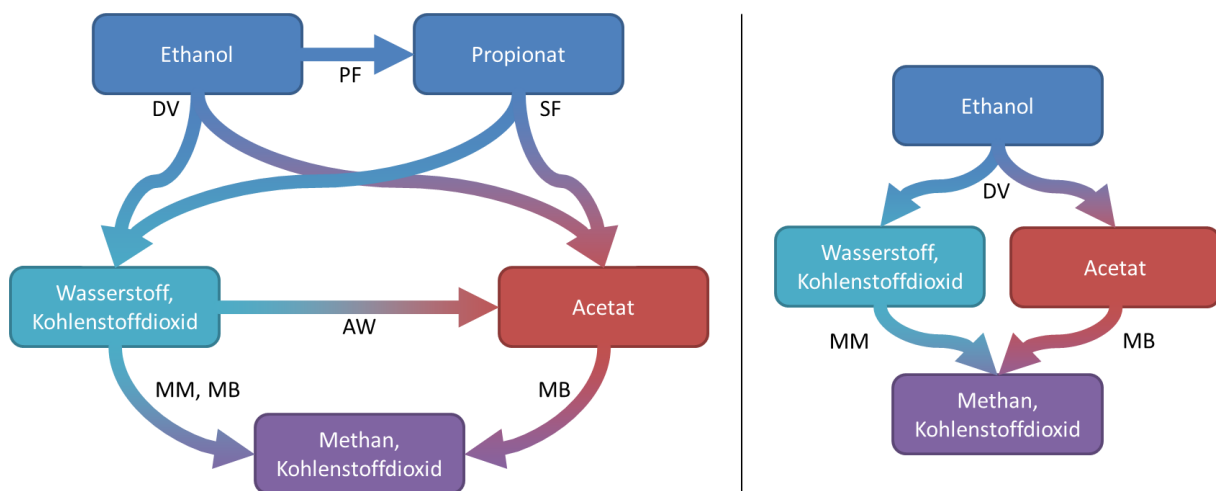 Ethanol
Propionat
PF
DV
SF
Wasserstoff,
Kohlenstoffdioxid
Acetat
AW
MM, MB
MB
Methan,
Kohlenstoffdioxid
Ethanol
DV
Wasserstoff,
Kohlenstoffdioxid
Acetat
MM
MB
Methan,
Kohlenstoffdioxid